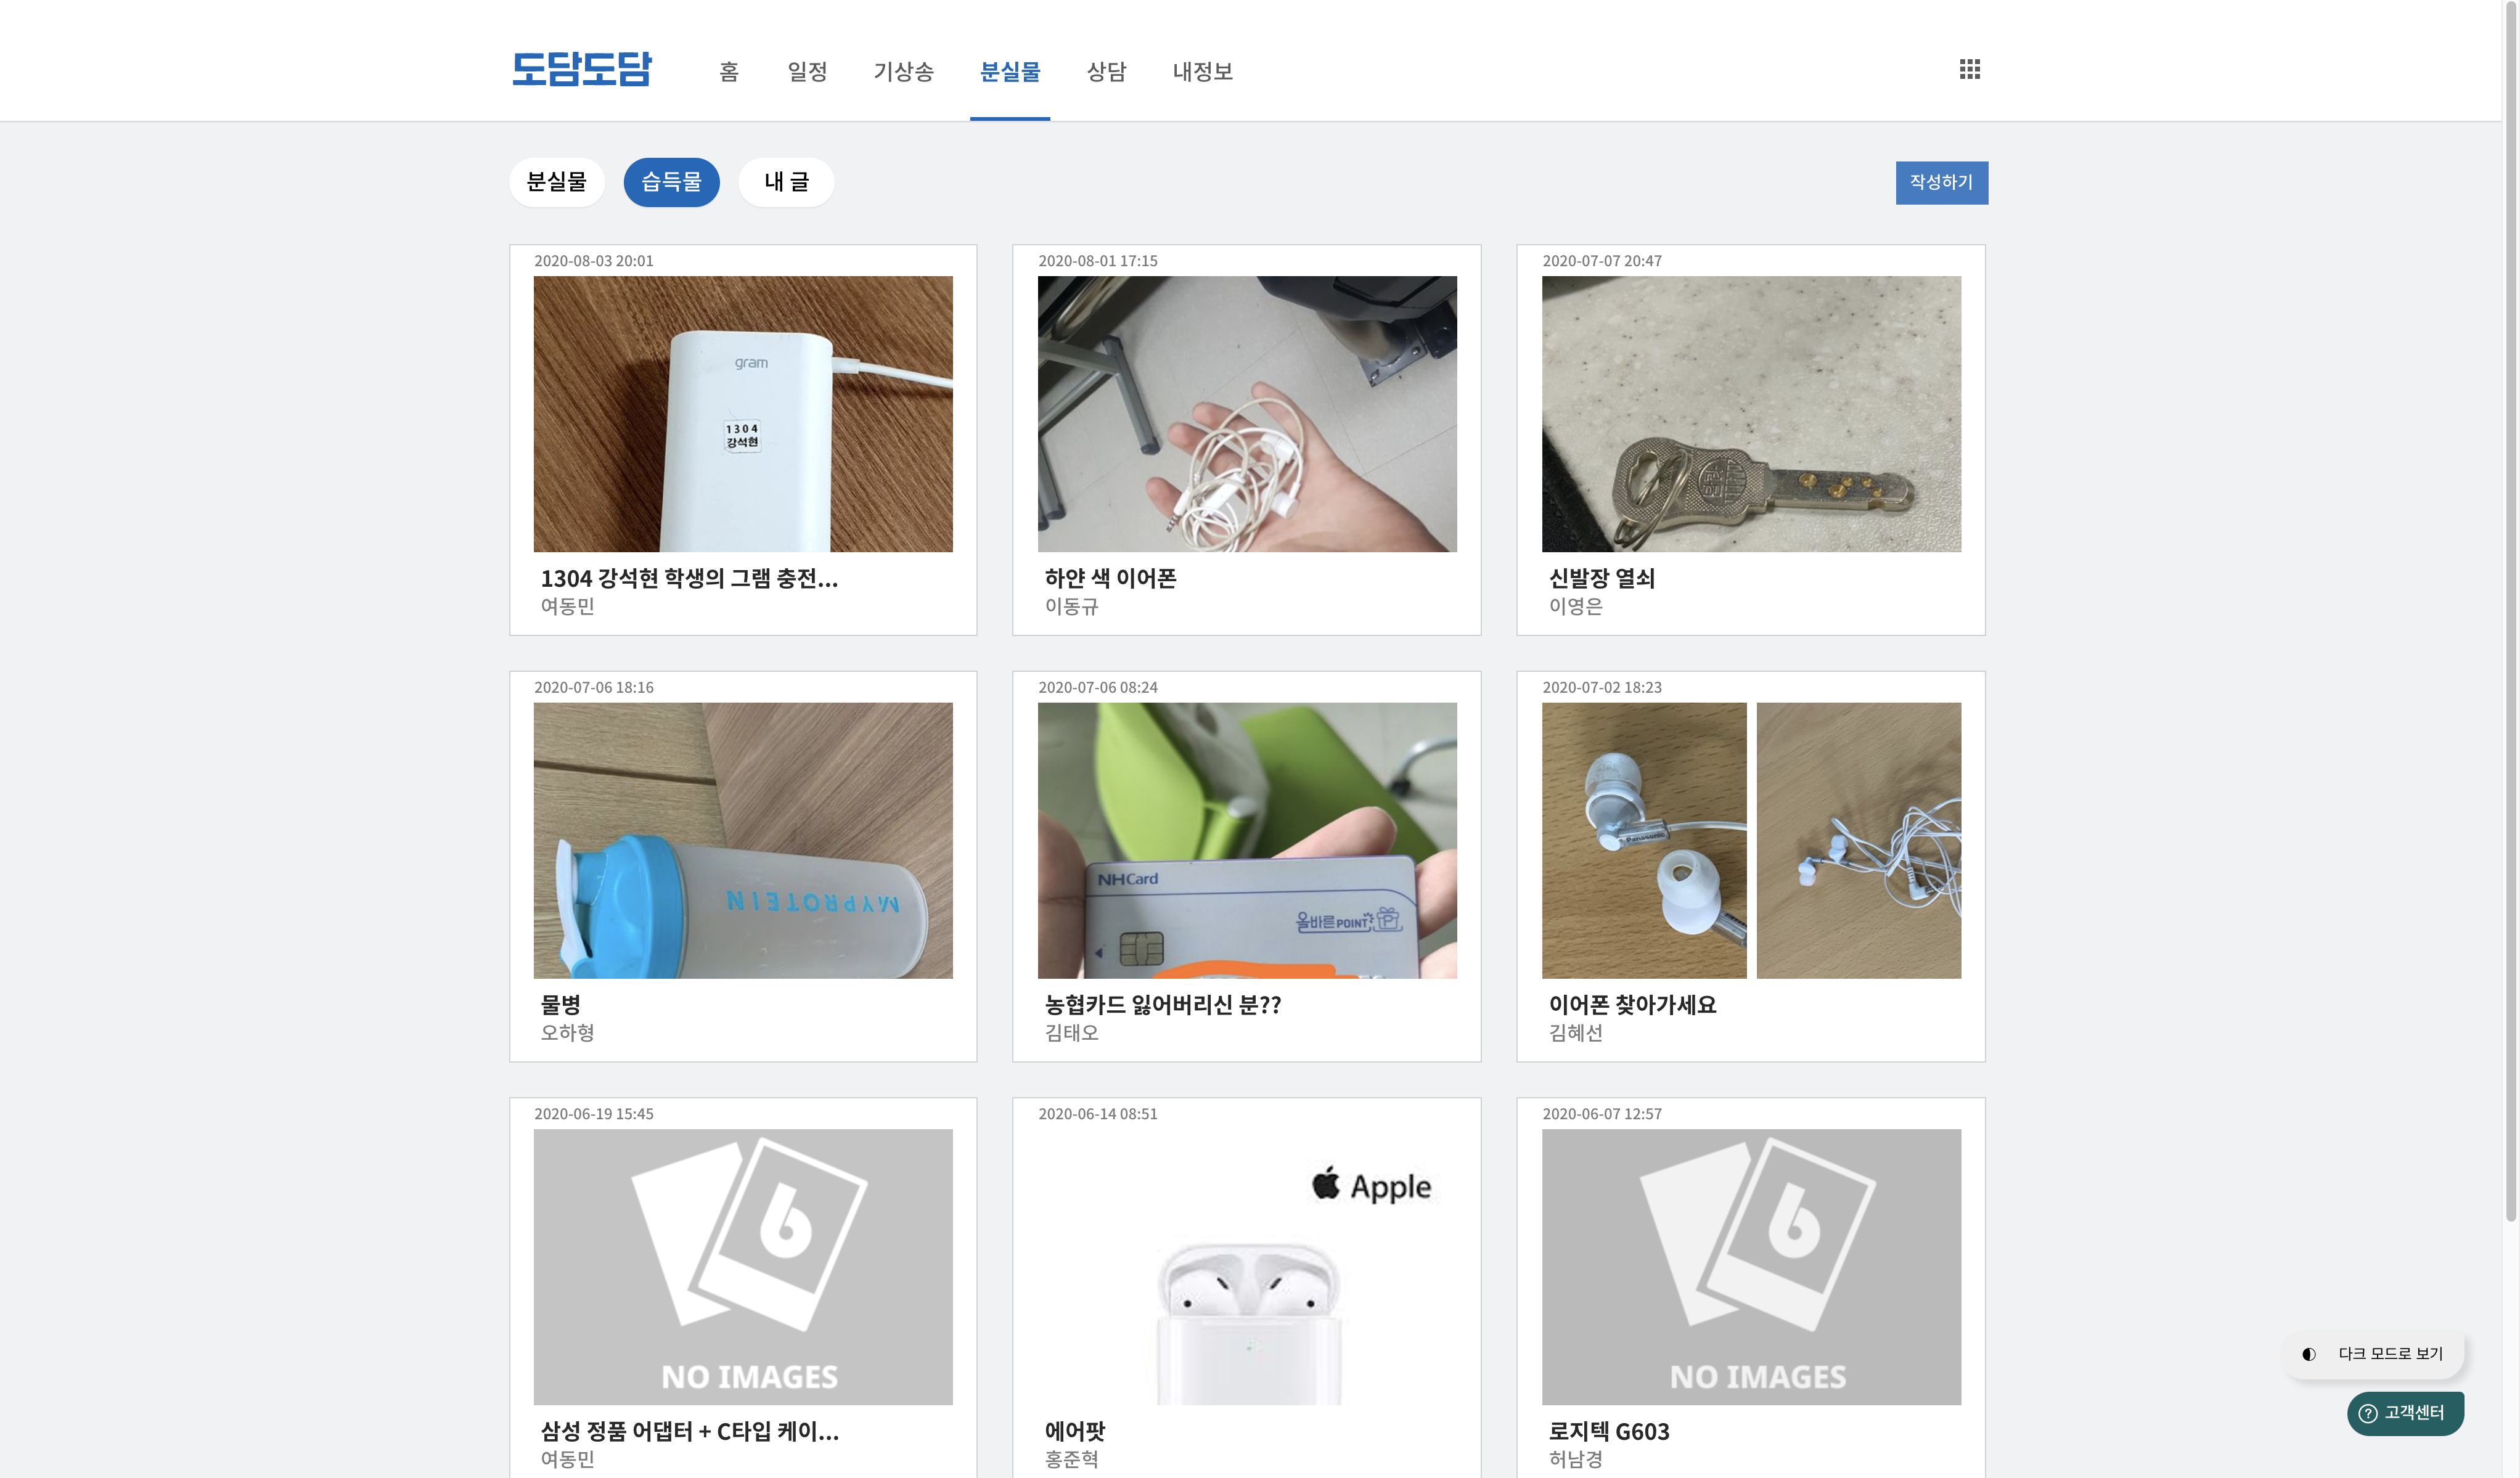 도담도담
홈 일정 기상송 분실물 상담 내정보
분실물 습득물 내 글 작성하기
2020-08-03 20:01
gram
1304
강석현
1304 강석현 학생의 그램 충전...
여동민
2020-08-01 17:15
하얀 색 이어폰
이동규
2020-07-07 20:47
신발장 열쇠
이영은
2020-07-06 18:16
MYPROTEIN
물병
오하형
2020-07-06 08:24
NH Card
올바른 POINT
농협카드 잃어버리신 분??
김태오
2020-07-02 18:23
Panasonic
이어폰 찾아가세요
김혜선
2020-06-19 15:45
NO IMAGES
삼성 정품 어댑터 + C타입 케이...
여동민
2020-06-14 08:51
Apple
에어팟
홍준혁
2020-06-07 12:57
NO IMAGES
로지텍 G603
허남경
다크 모드로 보기
고객센터